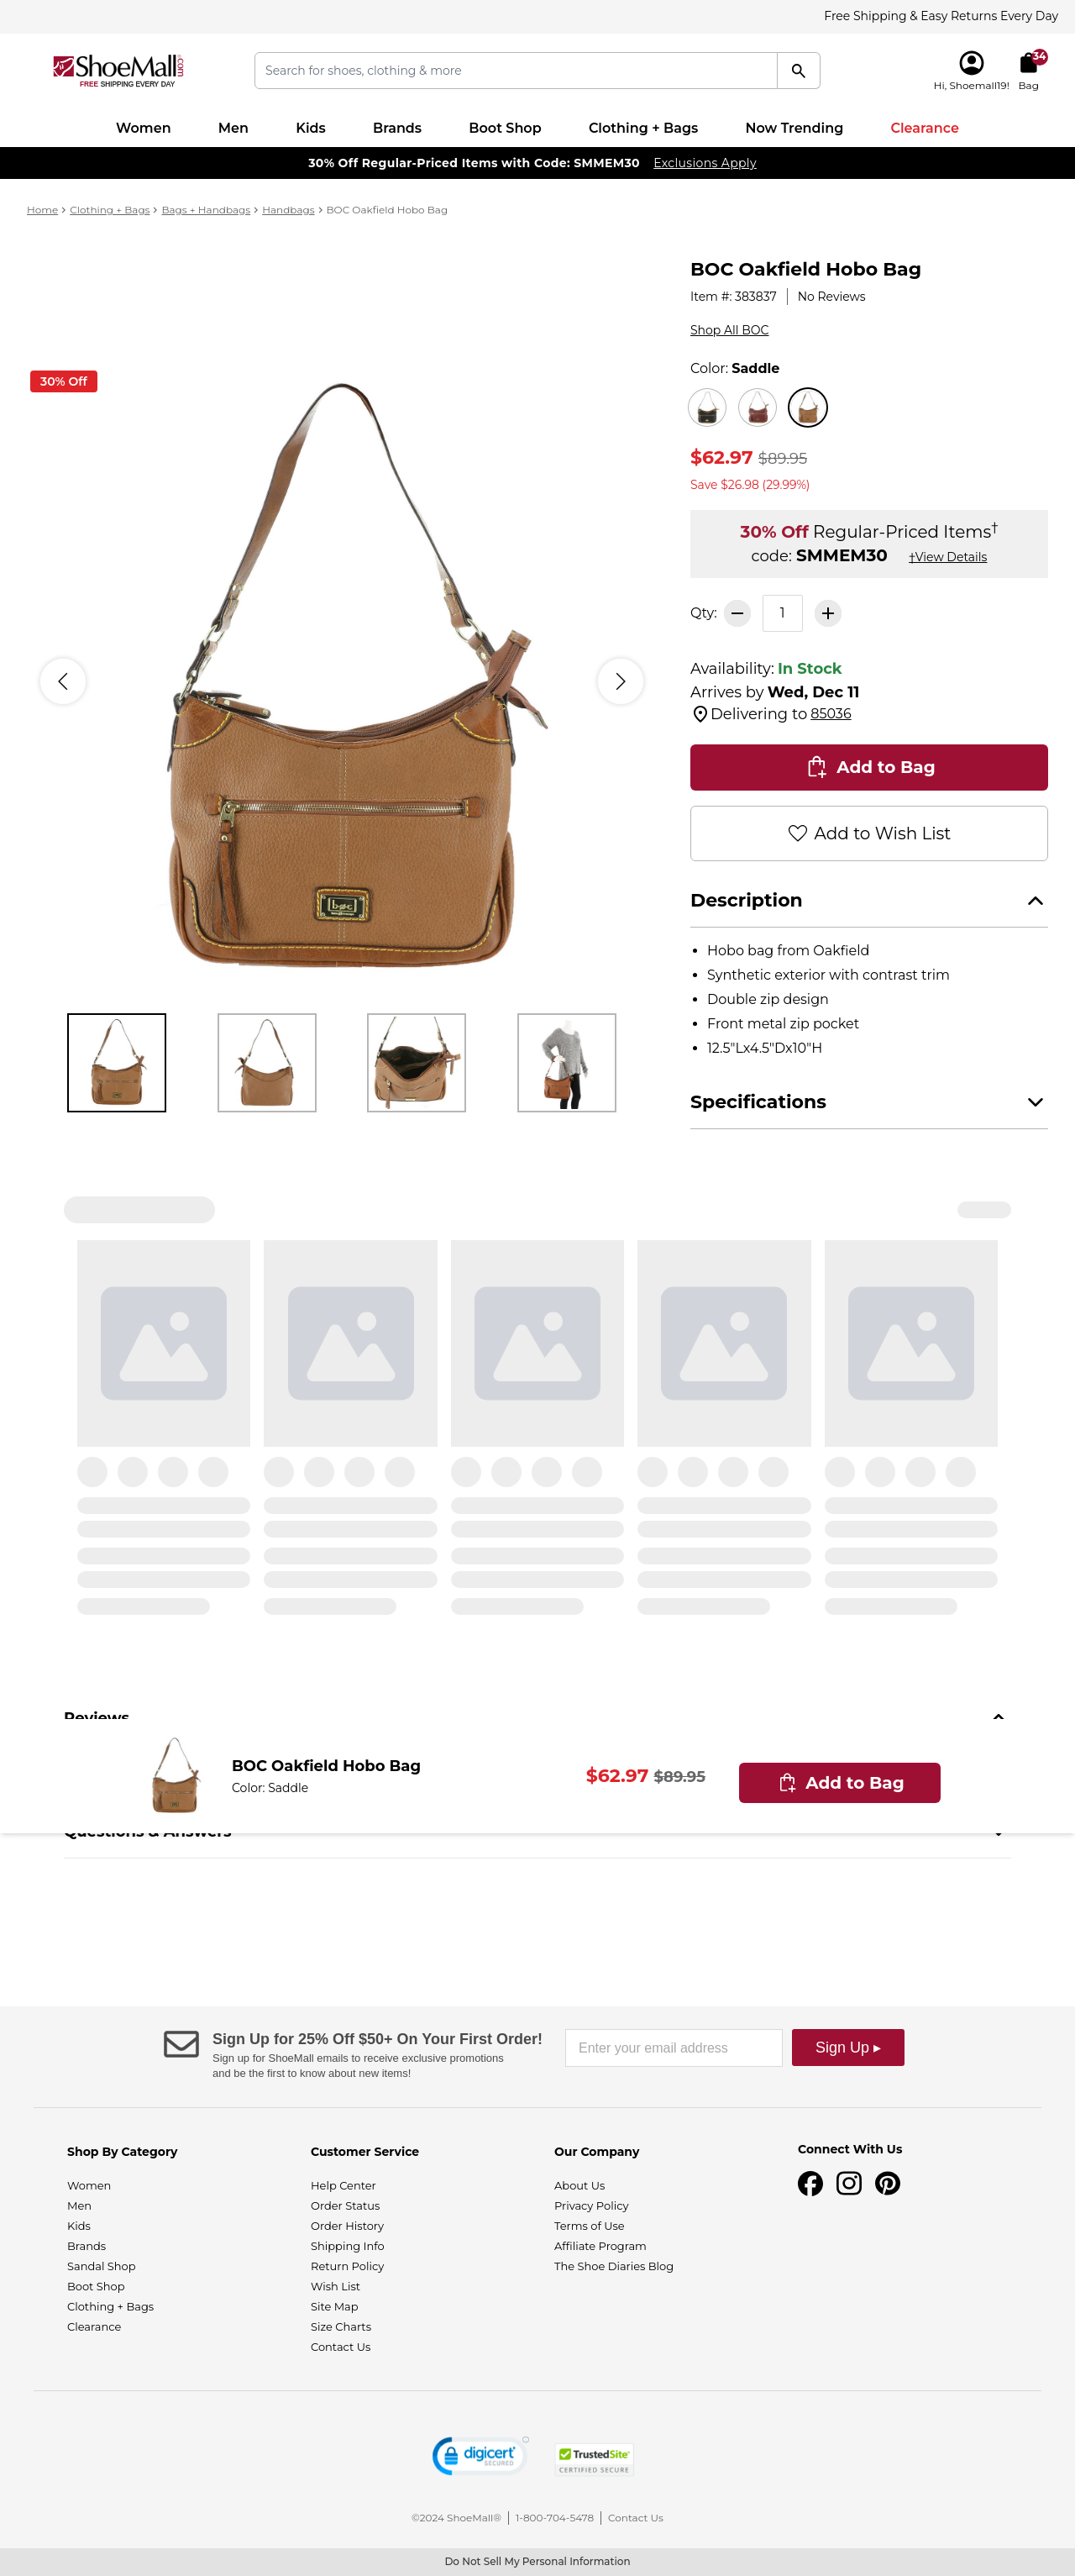 Free Shipping & Easy Returns Every Day
ShoeMall.com
FREE SHIPPING EVERY DAY
Search for shoes, clothing & more
Hi, Shoemall19!
34
Bag
Women Men Kids Brands Boot Shop Clothing + Bags Now Trending Clearance
30% Off Regular-Priced Items with Code: SMMEM30 Exclusions Apply
Home > Clothing + Bags > Bags + Handbags > Handbags > BOC Oakfield Hobo Bag
30% Off
b|ø|c
BOC Oakfield Hobo Bag
Item #: 383837 | No Reviews
Shop All BOC
Color: Saddle
$62.97 $89.95
Save $26.98 (29.99%)
30% Off Regular-Priced Items†
code: SMMEM30 †View Details
Qty: 1
Availability: In Stock
Arrives by Wed, Dec 11
Delivering to 85036
Add to Bag
Add to Wish List
Description
• Hobo bag from Oakfield
• Synthetic exterior with contrast trim
• Double zip design
• Front metal zip pocket
• 12.5"Lx4.5"Dx10"H
Specifications
Reviews
BOC Oakfield Hobo Bag
Color: Saddle
$62.97 $89.95
Add to Bag
Questions & Answers
Sign Up for 25% Off $50+ On Your First Order!
Sign up for ShoeMall emails to receive exclusive promotions
and be the first to know about new items!
Enter your email address
Sign Up ▸
Shop By Category
Women
Men
Kids
Brands
Sandal Shop
Boot Shop
Clothing + Bags
Clearance
Customer Service
Help Center
Order Status
Order History
Shipping Info
Return Policy
Wish List
Site Map
Size Charts
Contact Us
Our Company
About Us
Privacy Policy
Terms of Use
Affiliate Program
The Shoe Diaries Blog
Connect With Us
digicert
SECURED
TrustedSite
CERTIFIED SECURE
©2024 ShoeMall® | 1-800-704-5478 | Contact Us
Do Not Sell My Personal Information